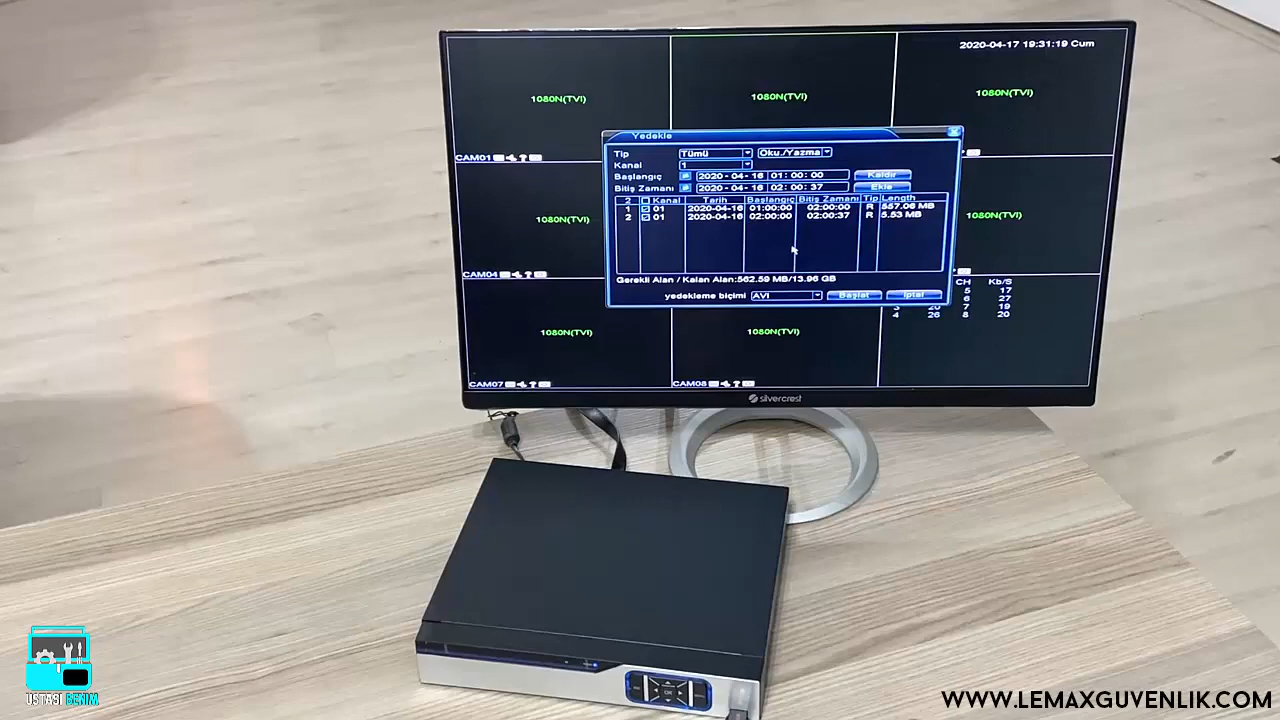 2020-04-17 19:31:19 Cum
1080N(TVI)
1080N(TVI)
1080N(TVI)
CAM01
Yedekle
Tip Tümü Oku./Yazma
Kanal 1
Başlangıç 2020-04-16 01:00:00 Kaldır
Bitiş Zamanı 2020-04-16 02:00:37 Ekle
2 Kanal Tarih Başlangıç Bitiş Zamanı Tip Length
1 01 2020-04-16 01:00:00 02:00:00 R 557.06 MB
2 01 2020-04-16 02:00:00 02:00:37 R 5.53 MB
Gerekli Alan / Kalan Alan:562.59 MB/13.96 GB
yedekleme biçimi AVI Başlat İptal
1080N(TVI)
1080N(TVI)
CAM04
CH Kb/S
5 17
6 27
3 20 7 19
4 26 8 20
1080N(TVI)
1080N(TVI)
CAM07
CAM08
silvercrest
USTASI BENIM
WWW.LEMAXGUVENLIK.COM